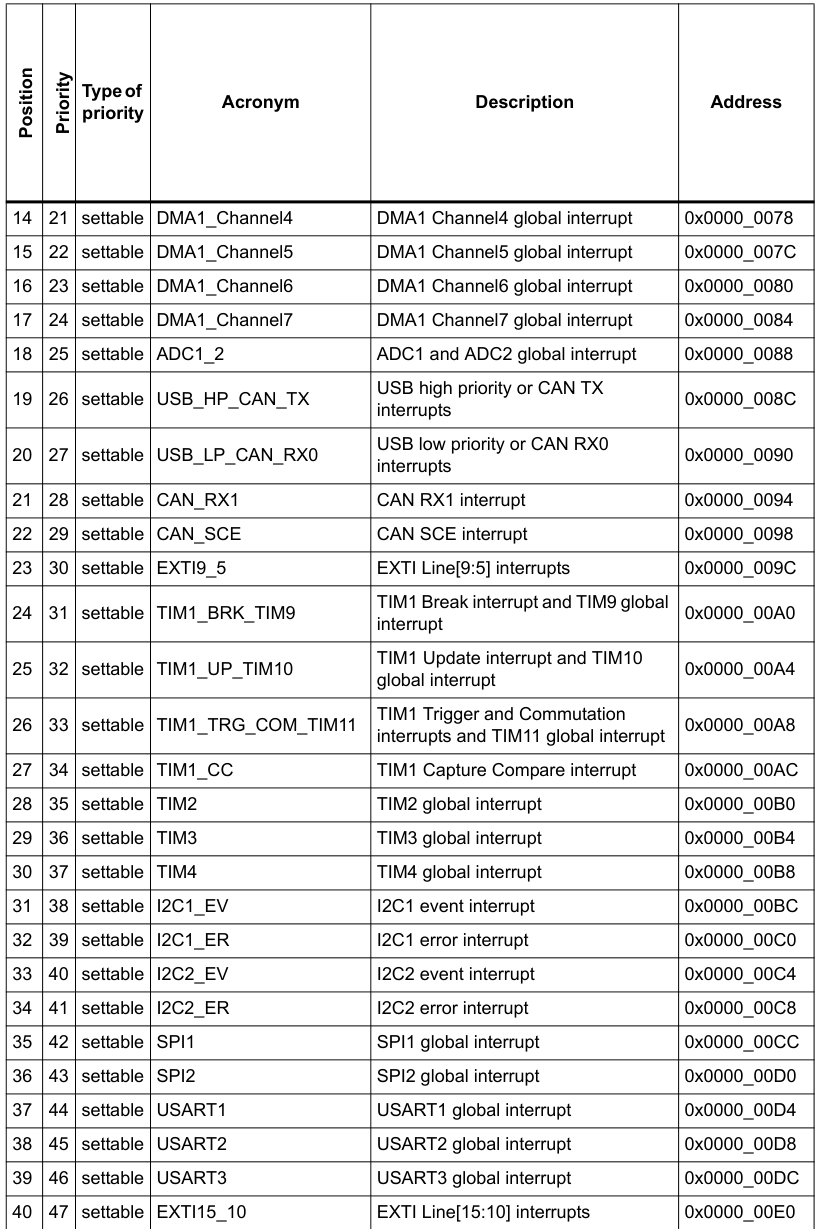 Position Priority Type of priority Acronym Description Address
14 21 settable DMA1_Channel4 DMA1 Channel4 global interrupt 0x0000_0078
15 22 settable DMA1_Channel5 DMA1 Channel5 global interrupt 0x0000_007C
16 23 settable DMA1_Channel6 DMA1 Channel6 global interrupt 0x0000_0080
17 24 settable DMA1_Channel7 DMA1 Channel7 global interrupt 0x0000_0084
18 25 settable ADC1_2 ADC1 and ADC2 global interrupt 0x0000_0088
19 26 settable USB_HP_CAN_TX USB high priority or CAN TX interrupts 0x0000_008C
20 27 settable USB_LP_CAN_RX0 USB low priority or CAN RX0 interrupts 0x0000_0090
21 28 settable CAN_RX1 CAN RX1 interrupt 0x0000_0094
22 29 settable CAN_SCE CAN SCE interrupt 0x0000_0098
23 30 settable EXTI9_5 EXTI Line[9:5] interrupts 0x0000_009C
24 31 settable TIM1_BRK_TIM9 TIM1 Break interrupt and TIM9 global interrupt 0x0000_00A0
25 32 settable TIM1_UP_TIM10 TIM1 Update interrupt and TIM10 global interrupt 0x0000_00A4
26 33 settable TIM1_TRG_COM_TIM11 TIM1 Trigger and Commutation interrupts and TIM11 global interrupt 0x0000_00A8
27 34 settable TIM1_CC TIM1 Capture Compare interrupt 0x0000_00AC
28 35 settable TIM2 TIM2 global interrupt 0x0000_00B0
29 36 settable TIM3 TIM3 global interrupt 0x0000_00B4
30 37 settable TIM4 TIM4 global interrupt 0x0000_00B8
31 38 settable I2C1_EV I2C1 event interrupt 0x0000_00BC
32 39 settable I2C1_ER I2C1 error interrupt 0x0000_00C0
33 40 settable I2C2_EV I2C2 event interrupt 0x0000_00C4
34 41 settable I2C2_ER I2C2 error interrupt 0x0000_00C8
35 42 settable SPI1 SPI1 global interrupt 0x0000_00CC
36 43 settable SPI2 SPI2 global interrupt 0x0000_00D0
37 44 settable USART1 USART1 global interrupt 0x0000_00D4
38 45 settable USART2 USART2 global interrupt 0x0000_00D8
39 46 settable USART3 USART3 global interrupt 0x0000_00DC
40 47 settable EXTI15_10 EXTI Line[15:10] interrupts 0x0000_00E0